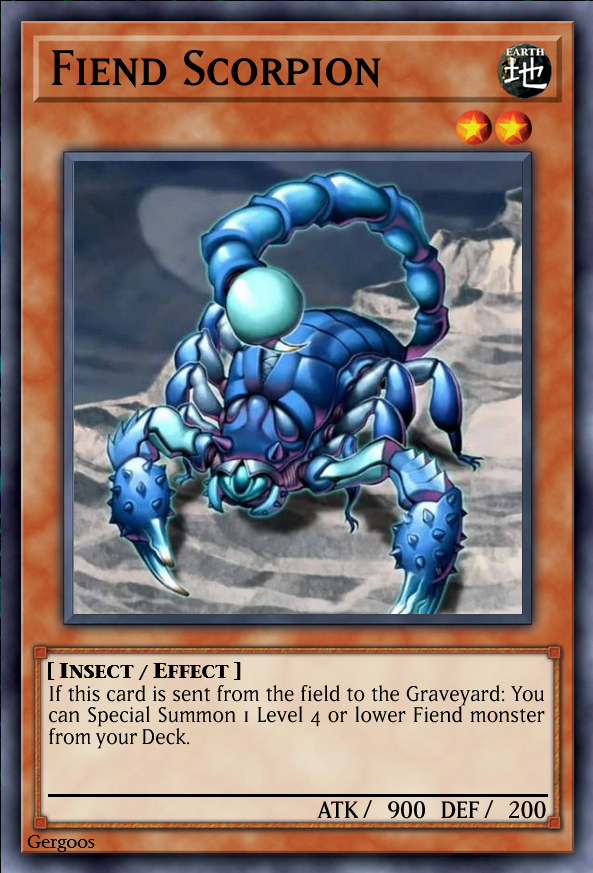 Fiend Scorpion
EARTH
地
[ Insect / Effect ]
If this card is sent from the field to the Graveyard: You
can Special Summon 1 Level 4 or lower Fiend monster
from your Deck.
ATK / 900 DEF / 200
Gergoos